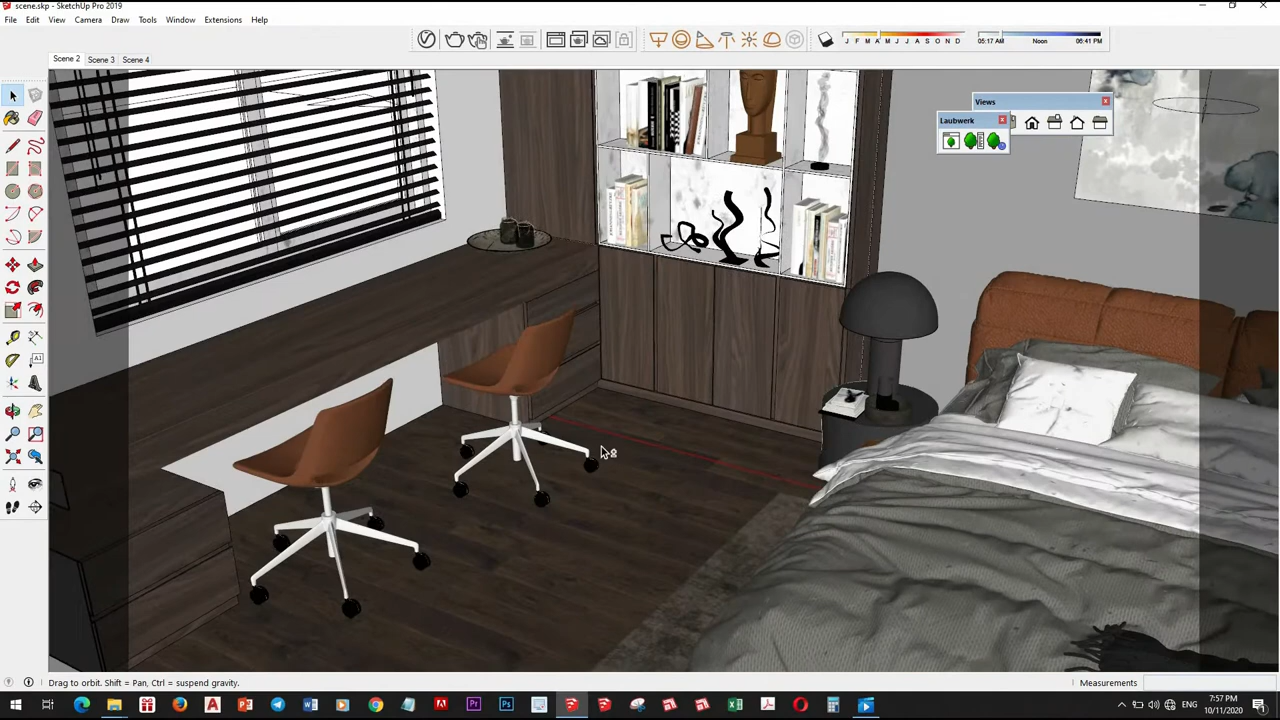 scene.skp - SketchUp Pro 2019
File Edit View Camera Draw Tools Window Extensions Help
J F M A M J J A S O N D
05:17 AM Noon 06:41 PM
Scene 2 Scene 3 Scene 4
Views
Laubwerk
Drag to orbit. Shift = Pan, Ctrl = suspend gravity.
Measurements
7:57 PM
10/11/2020